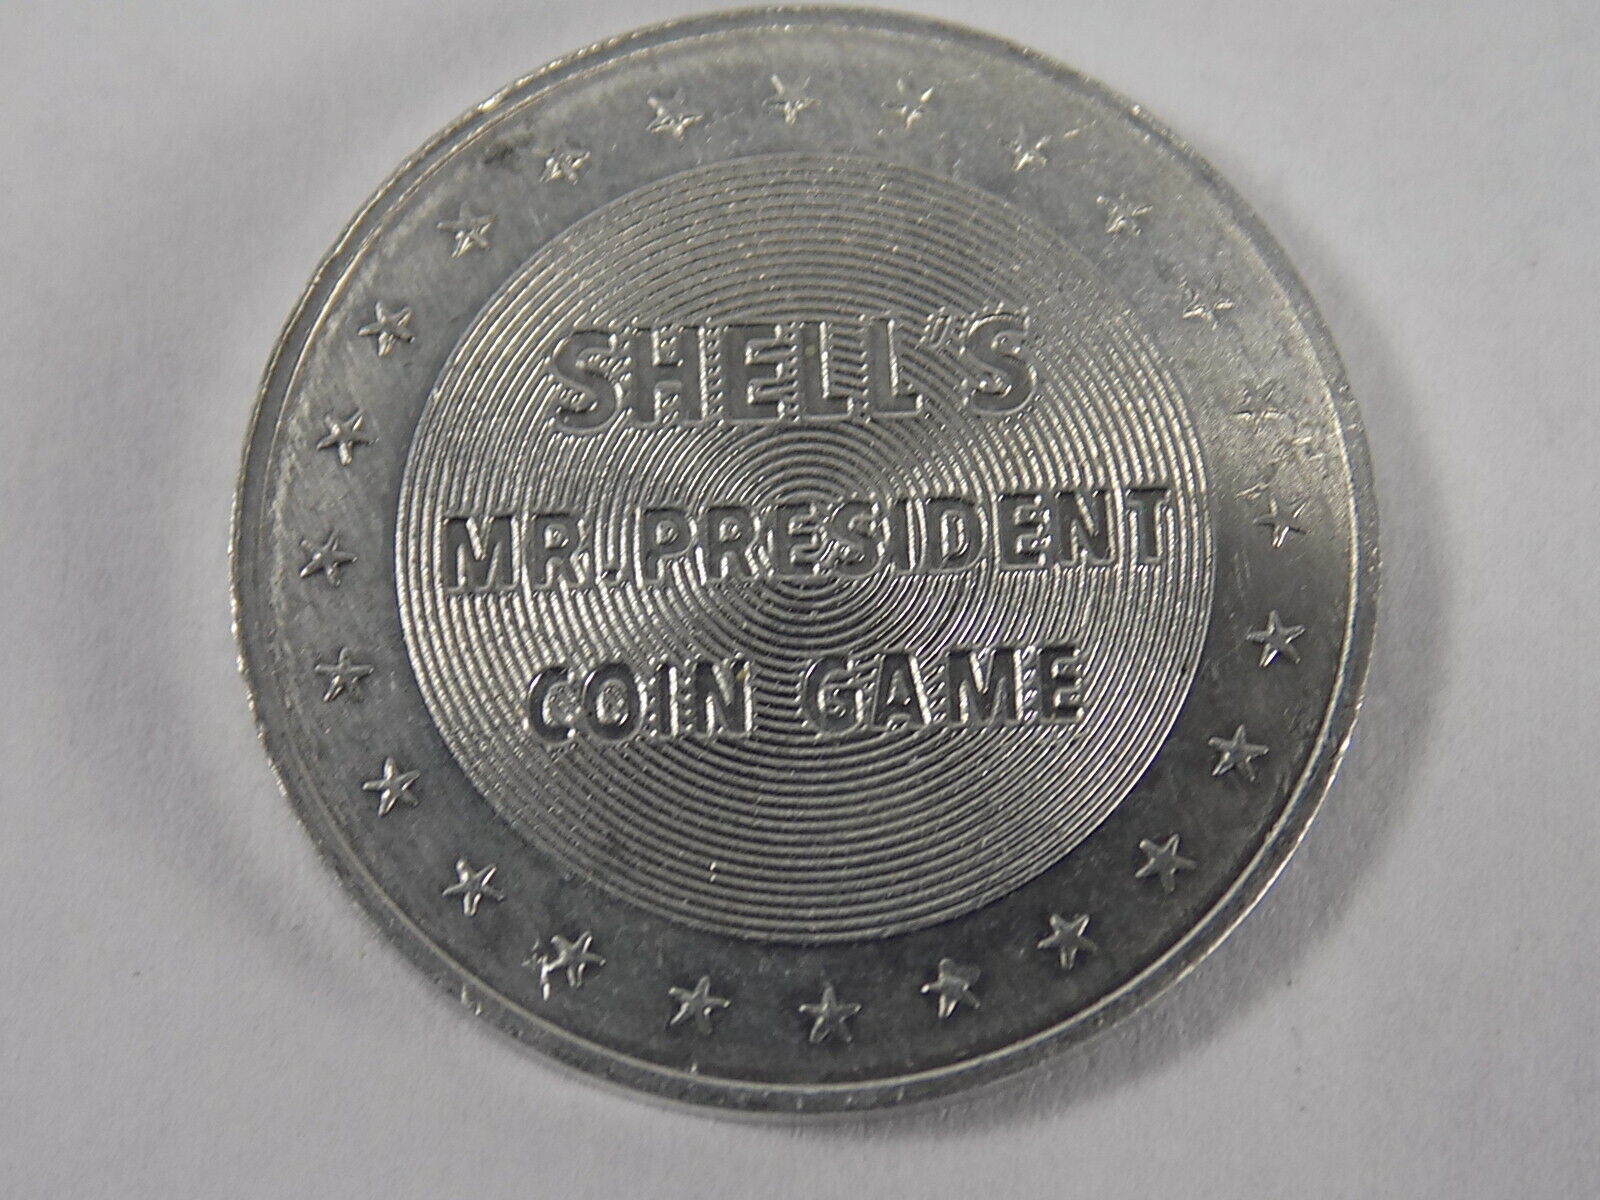 SHELL'S
MR. PRESIDENT
COIN GAME